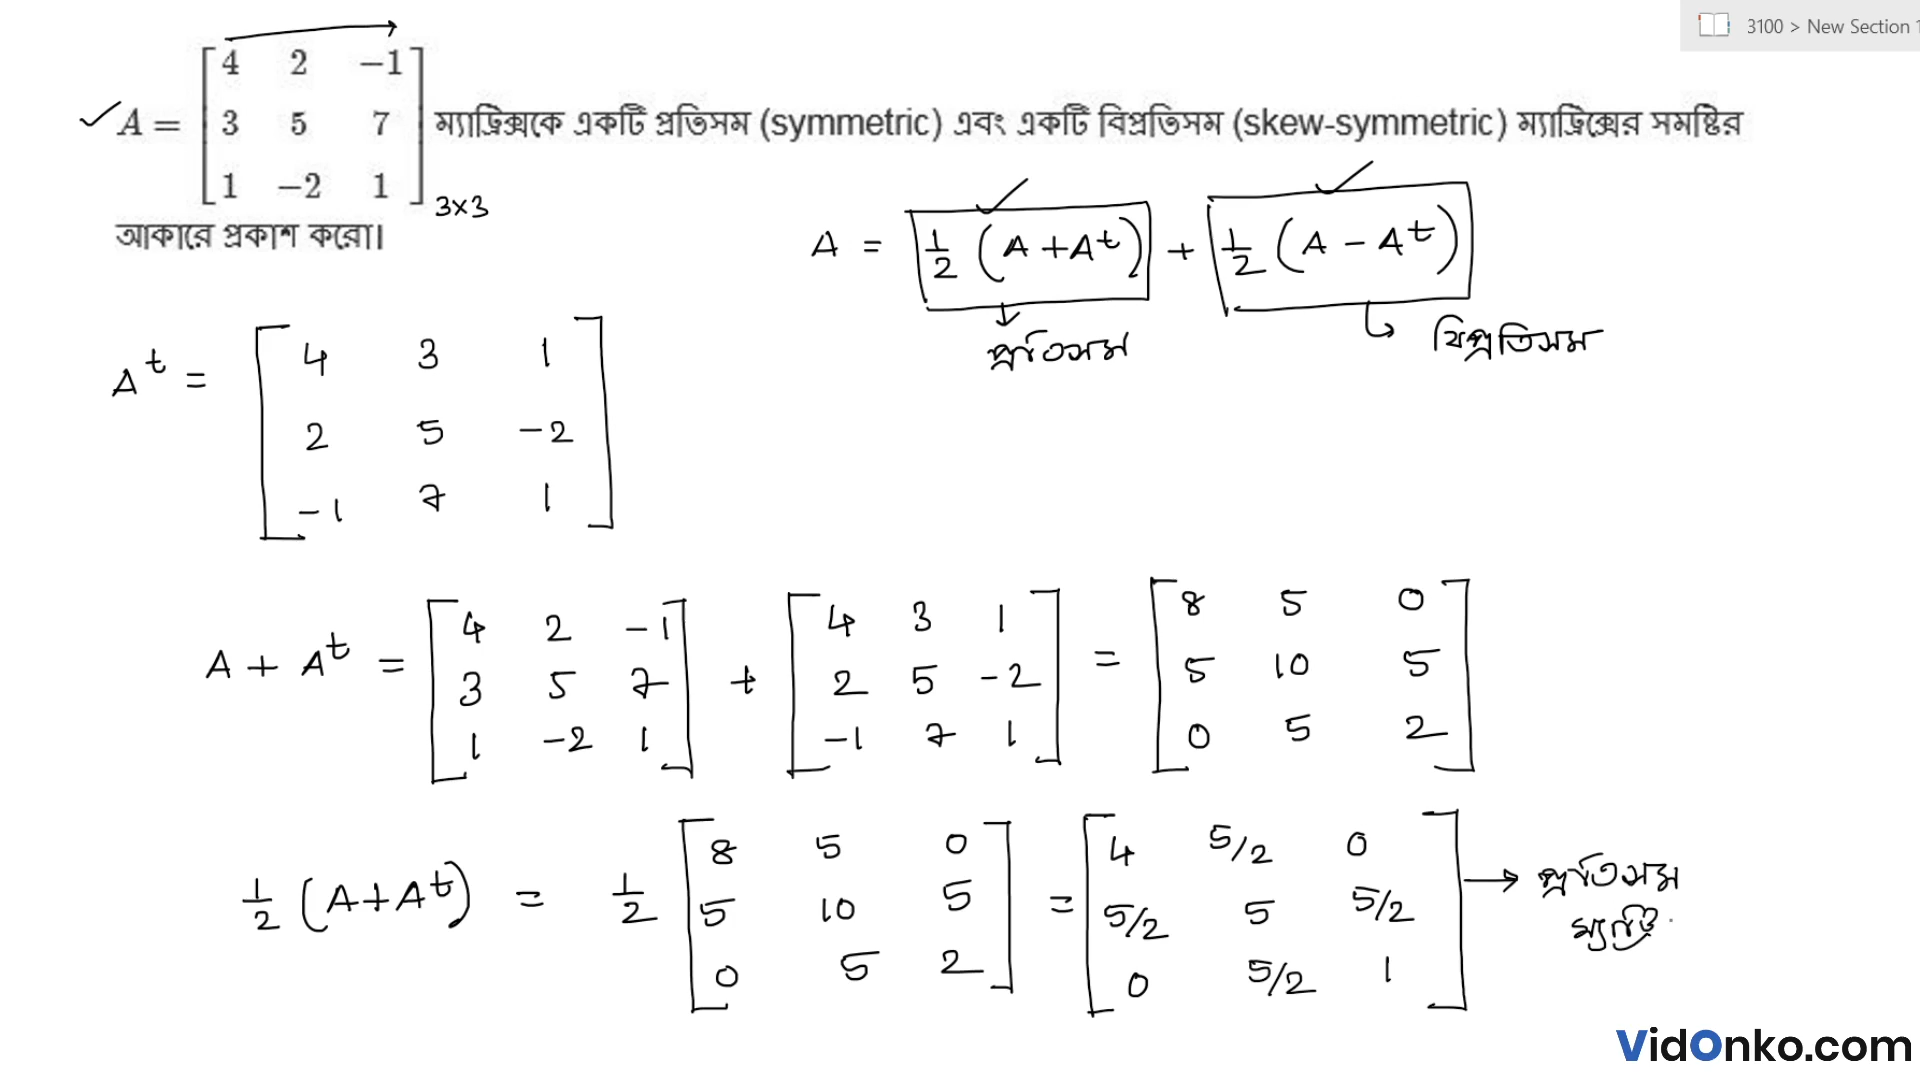 3100 > New Section 1
A = [4 2 −1
3 5 7
1 −2 1] 3×3 ম্যাট্রিক্সকে একটি প্রতিসম (symmetric) এবং একটি বিপ্রতিসম (skew-symmetric) ম্যাট্রিক্সের সমষ্টির
আকারে প্রকাশ করো।
A = 1/2 (A + A^t) + 1/2 (A − A^t)
প্রতিসম
বিপ্রতিসম
A^t = [4 3 1
2 5 −2
−1 7 1]
A + A^t = [4 2 −1
3 5 7
1 −2 1] + [4 3 1
2 5 −2
−1 7 1] = [8 5 0
5 10 5
0 5 2]
1/2 (A + A^t) = 1/2 [8 5 0
5 10 5
0 5 2] = [4 5/2 0
5/2 5 5/2
0 5/2 1] → প্রতিসম
VidOnko.com